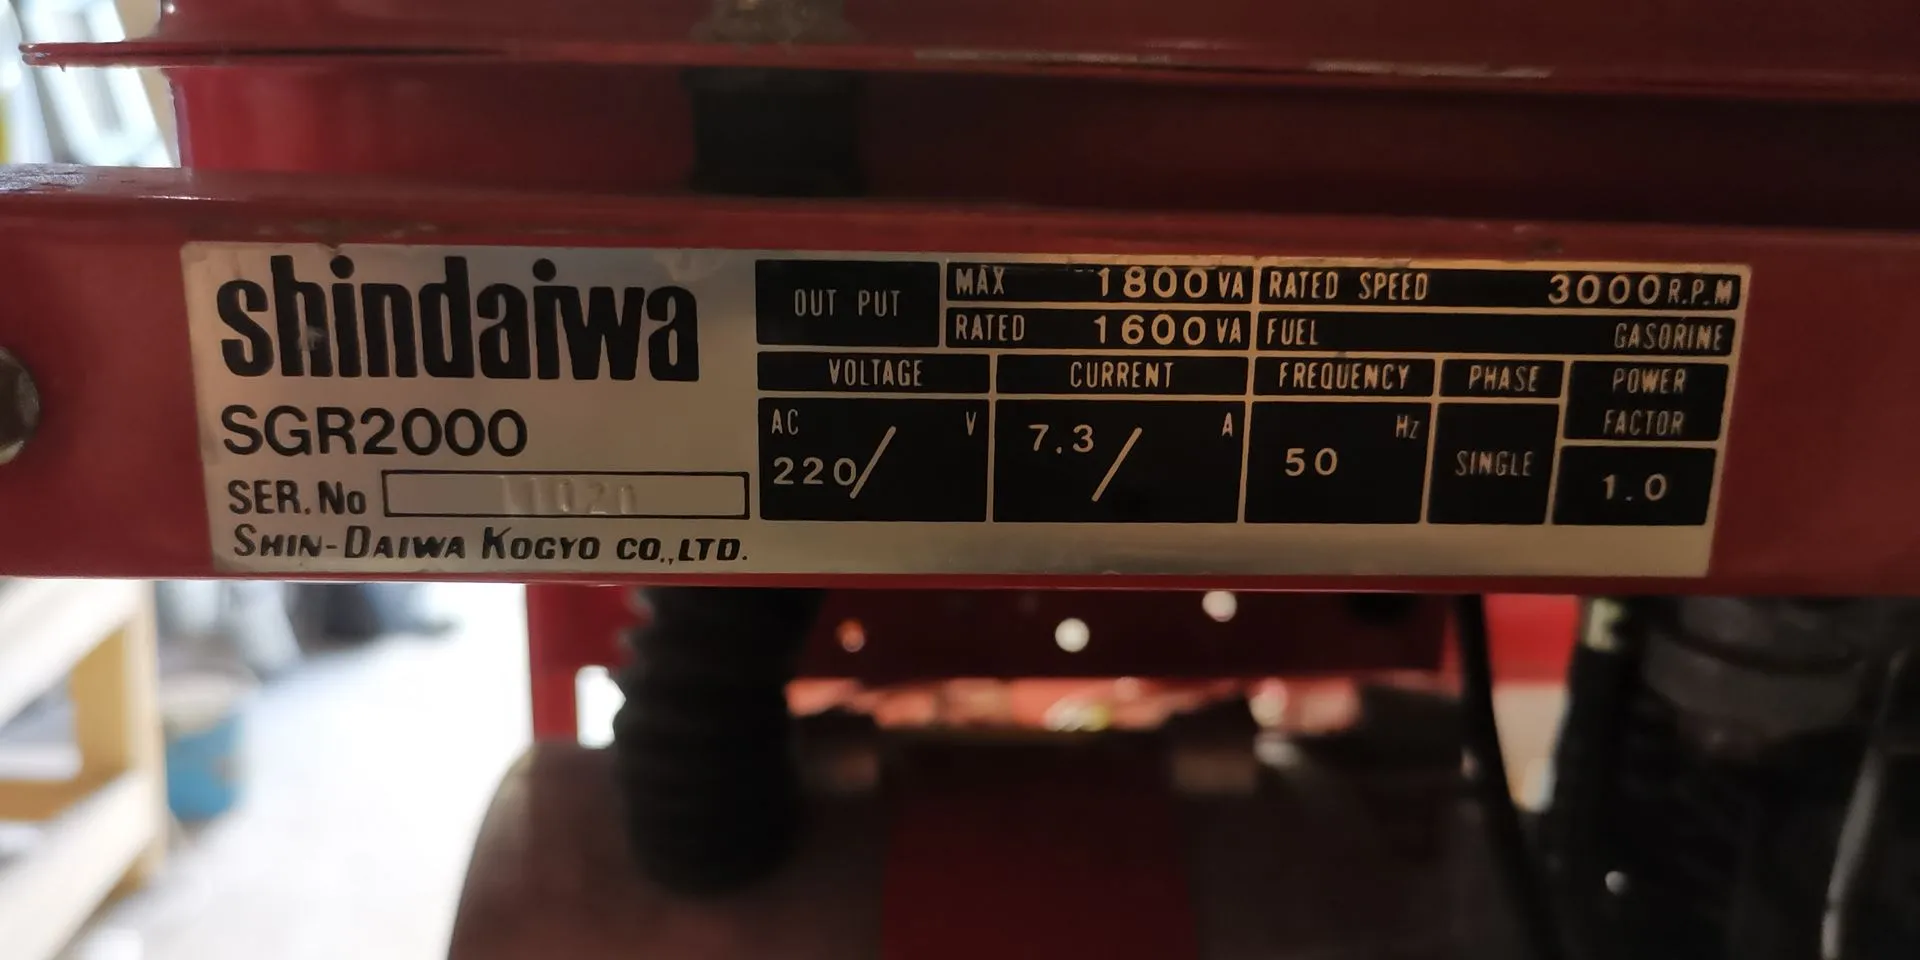 shindaiwa
SGR2000
SER. No 11020
SHIN-DAIWA KOGYO CO.,LTD.
OUT PUT
MAX 1800 VA
RATED 1600 VA
RATED SPEED 3000 R.P.M
FUEL GASORINE
VOLTAGE
AC 220/ V
CURRENT
7.3/ A
FREQUENCY
50 Hz
PHASE
SINGLE
POWER
FACTOR
1.0